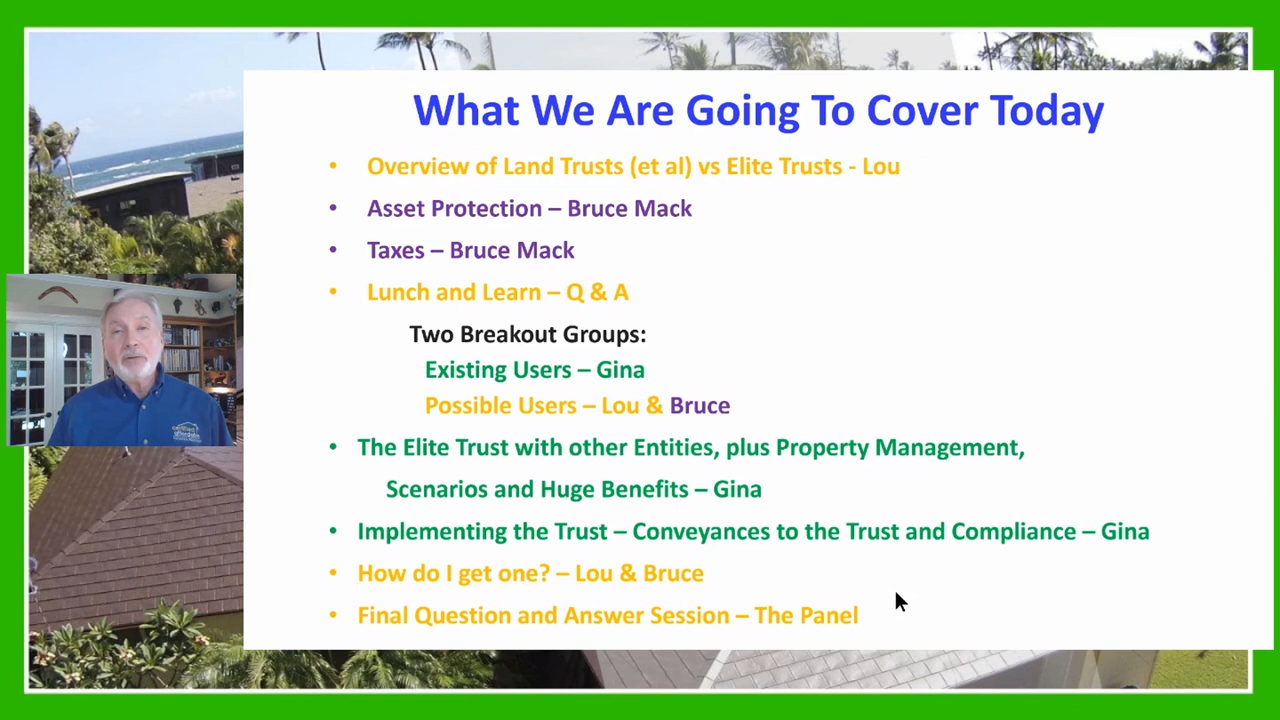 What We Are Going To Cover Today
• Overview of Land Trusts (et al) vs Elite Trusts - Lou
• Asset Protection – Bruce Mack
• Taxes – Bruce Mack
• Lunch and Learn – Q & A
Two Breakout Groups:
Existing Users – Gina
Possible Users – Lou & Bruce
• The Elite Trust with other Entities, plus Property Management,
Scenarios and Huge Benefits – Gina
• Implementing the Trust – Conveyances to the Trust and Compliance – Gina
• How do I get one? – Lou & Bruce
• Final Question and Answer Session – The Panel